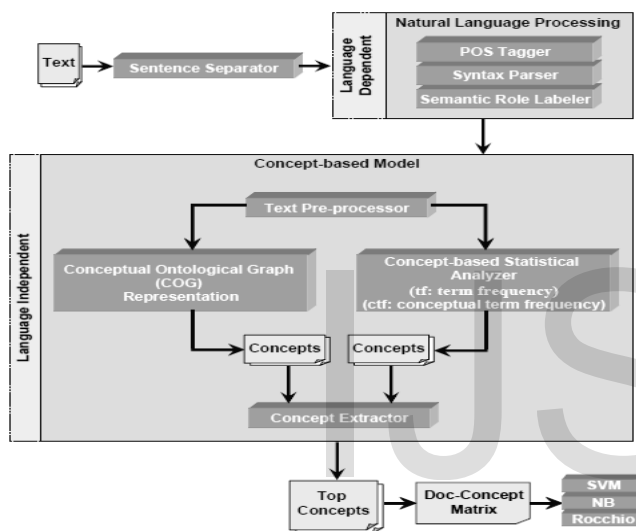 Text
Sentence Separator
Language
Dependent
Natural Language Processing
POS Tagger
Syntax Parser
Semantic Role Labeler
Language Independent
Concept-based Model
Text Pre-processor
Conceptual Ontological Graph
(COG)
Representation
Concept-based Statistical
Analyzer
(tf: term frequency)
(ctf: conceptual term frequency)
Concepts
Concepts
Concept Extractor
Top
Concepts
Doc-Concept
Matrix
SVM
NB
Rocchio
IJS